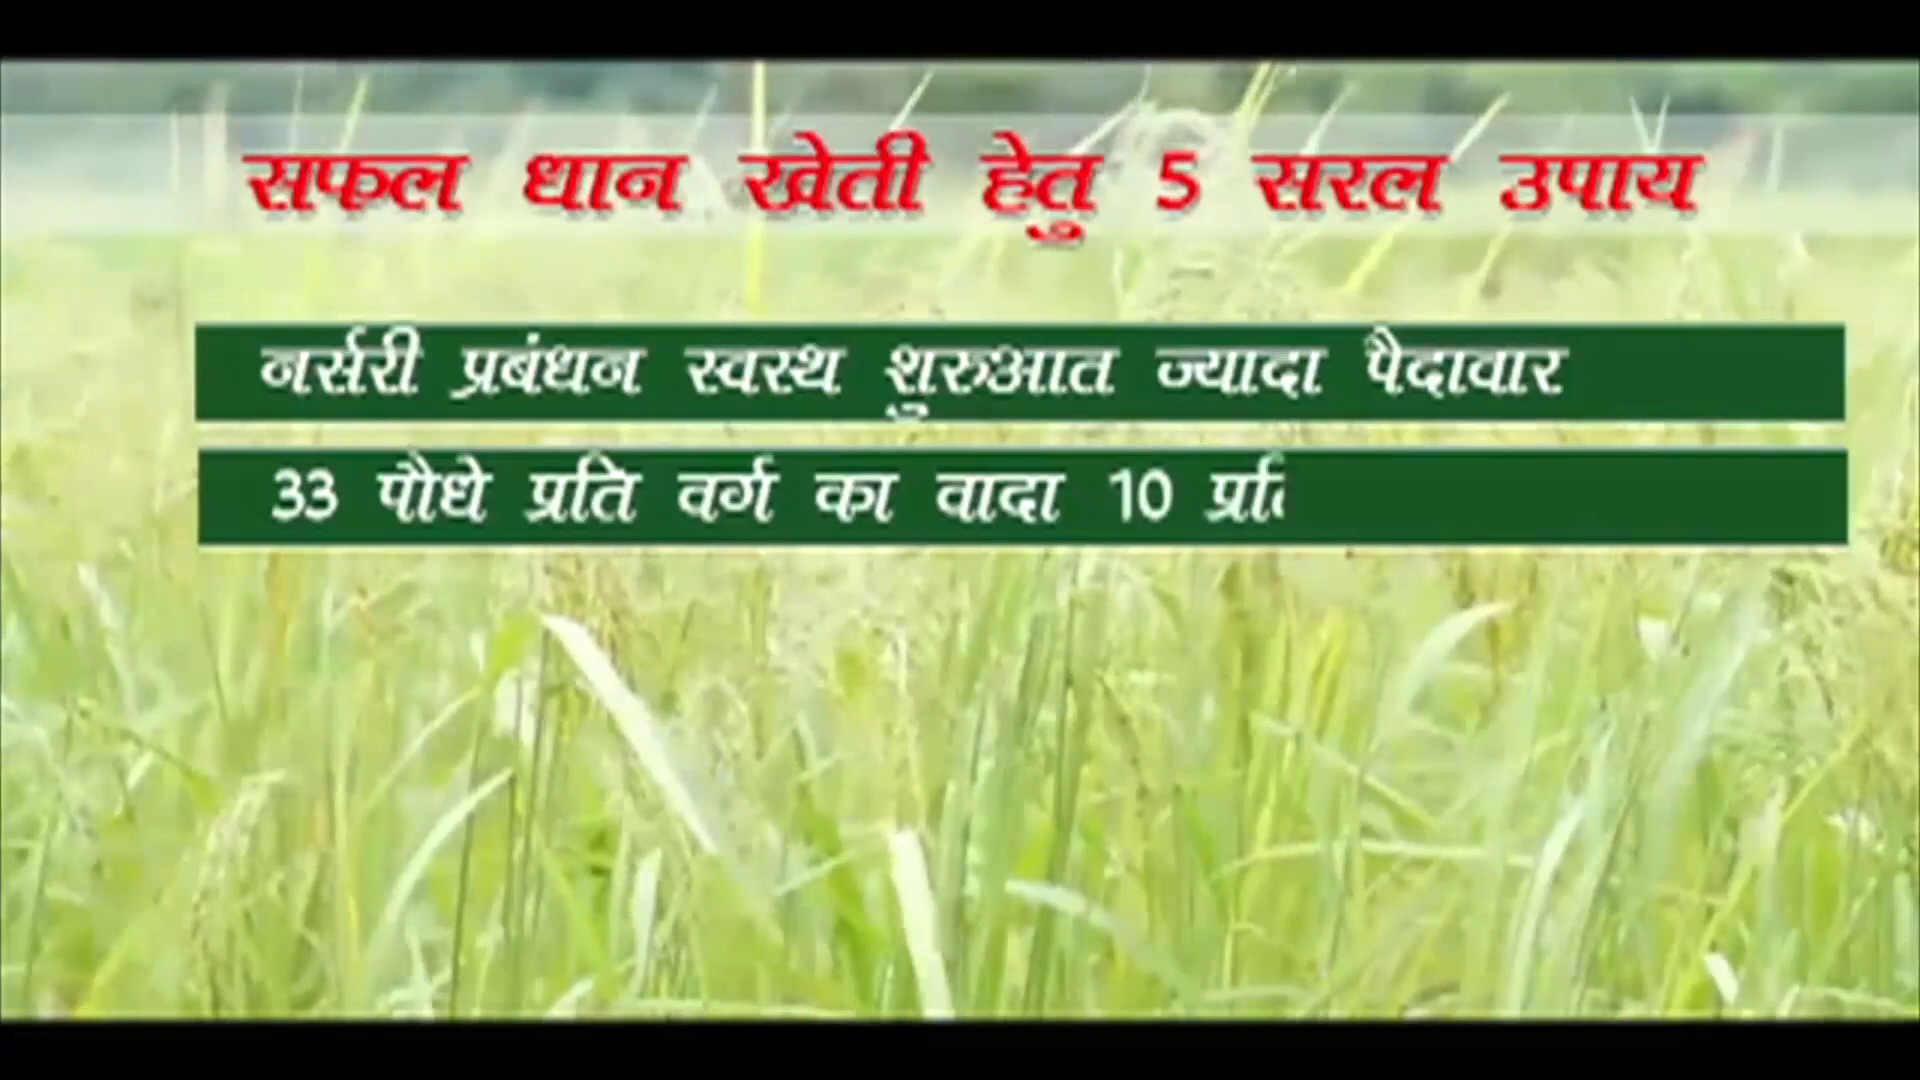 सफल धान खेती हेतु 5 सरल उपाय
नर्सरी प्रबंधन स्वस्थ शुरुआत ज्यादा पैदावार
33 पौधे प्रति वर्ग का वादा 10